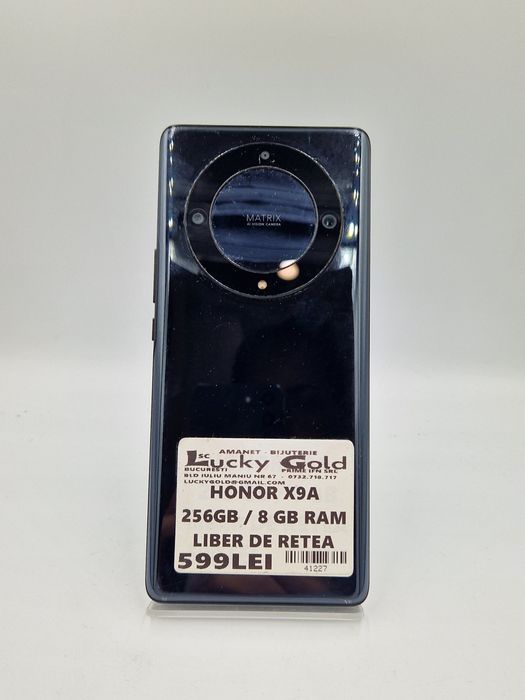 MATRIX
AI VISION CAMERA
AMANET - BIJUTERIE
SC Lucky Gold
BUCURESTI PRIME IFN SRL
BLD IULIU MANIU NR 67 - 0732.718.717
LUCKYGOLD@GMAIL.COM
HONOR X9A
256GB / 8 GB RAM
LIBER DE RETEA
599LEI
41227